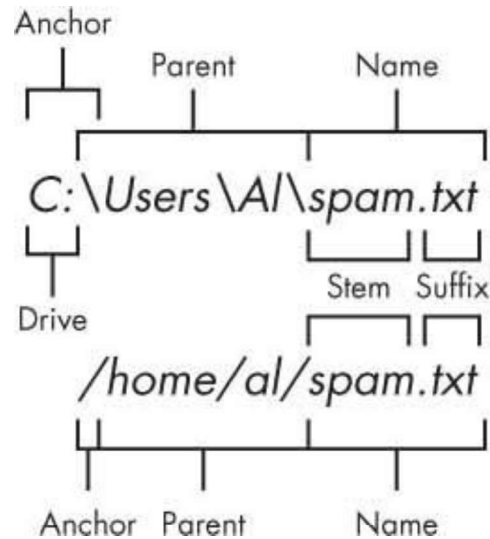 Anchor
Parent Name
C:\Users\Al\spam.txt
Stem Suffix
Drive
/home/al/spam.txt
Anchor Parent Name